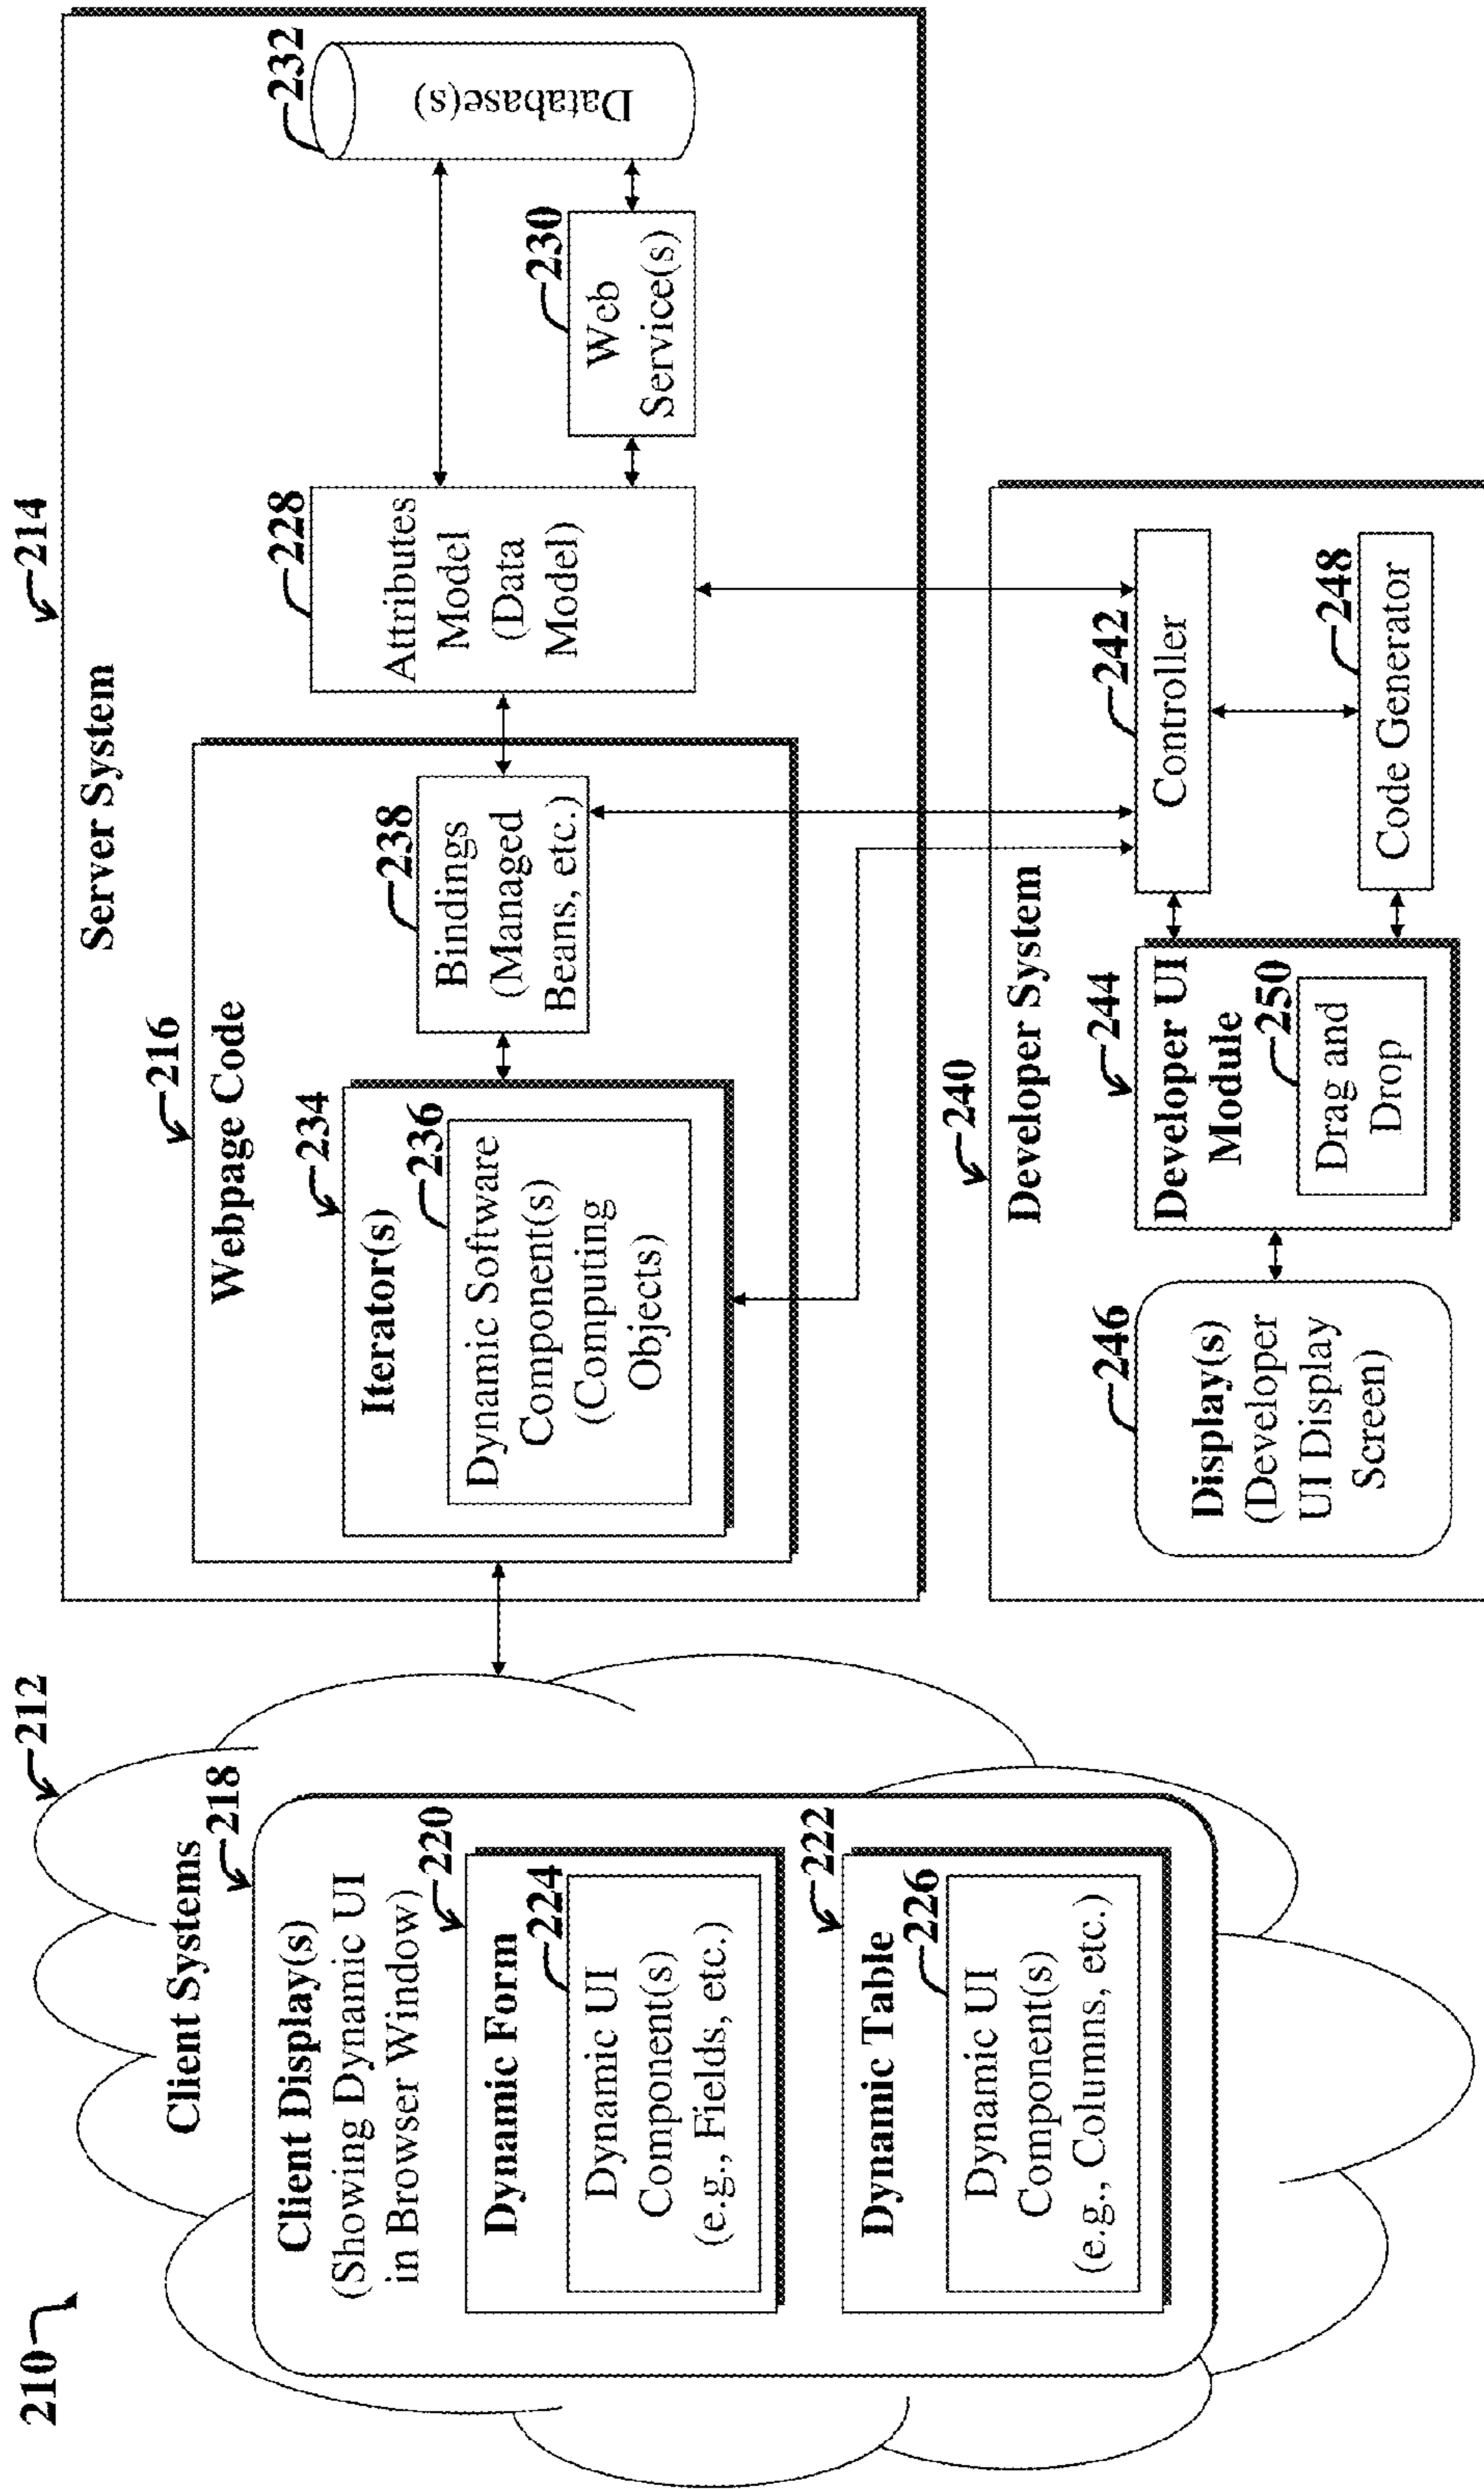 210
212
Client Systems
218
Client Display(s)
(Showing Dynamic UI
in Browser Window)
220
Dynamic Form
224
Dynamic UI
Component(s)
(e.g., Fields, etc.)
222
Dynamic Table
226
Dynamic UI
Component(s)
(e.g., Columns, etc.)
214
Server System
216
Webpage Code
234
Iterator(s)
236
Dynamic Software
Component(s)
(Computing
Objects)
238
Bindings
(Managed
Beans, etc.)
228
Attributes
Model
(Data
Model)
230
Web
Service(s)
232
Database(s)
240
Developer System
246
Display(s)
(Developer
UI Display
Screen)
244
Developer UI
Module
250
Drag and
Drop
242
Controller
248
Code Generator